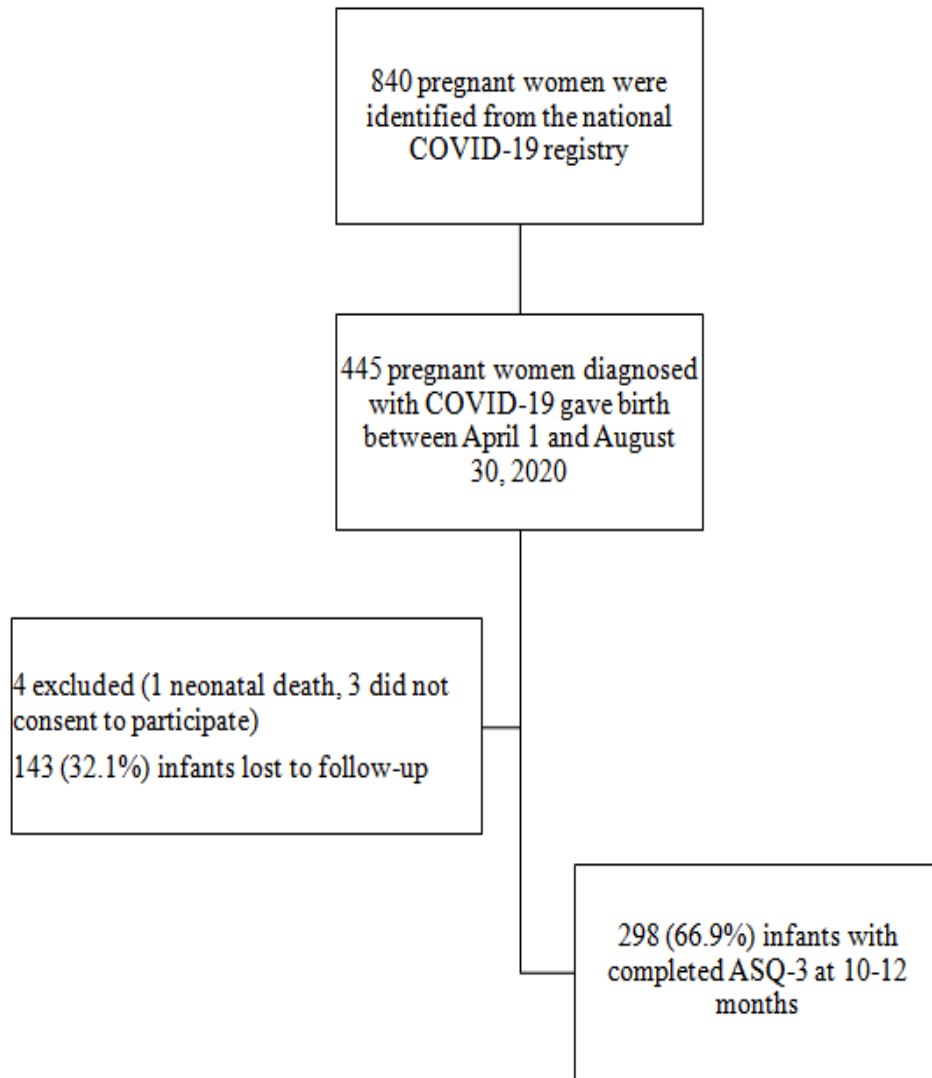 840 pregnant women were
identified from the national
COVID-19 registry
445 pregnant women diagnosed
with COVID-19 gave birth
between April 1 and August
30, 2020
4 excluded (1 neonatal death, 3 did not
consent to participate)
143 (32.1%) infants lost to follow-up
298 (66.9%) infants with
completed ASQ-3 at 10-12
months